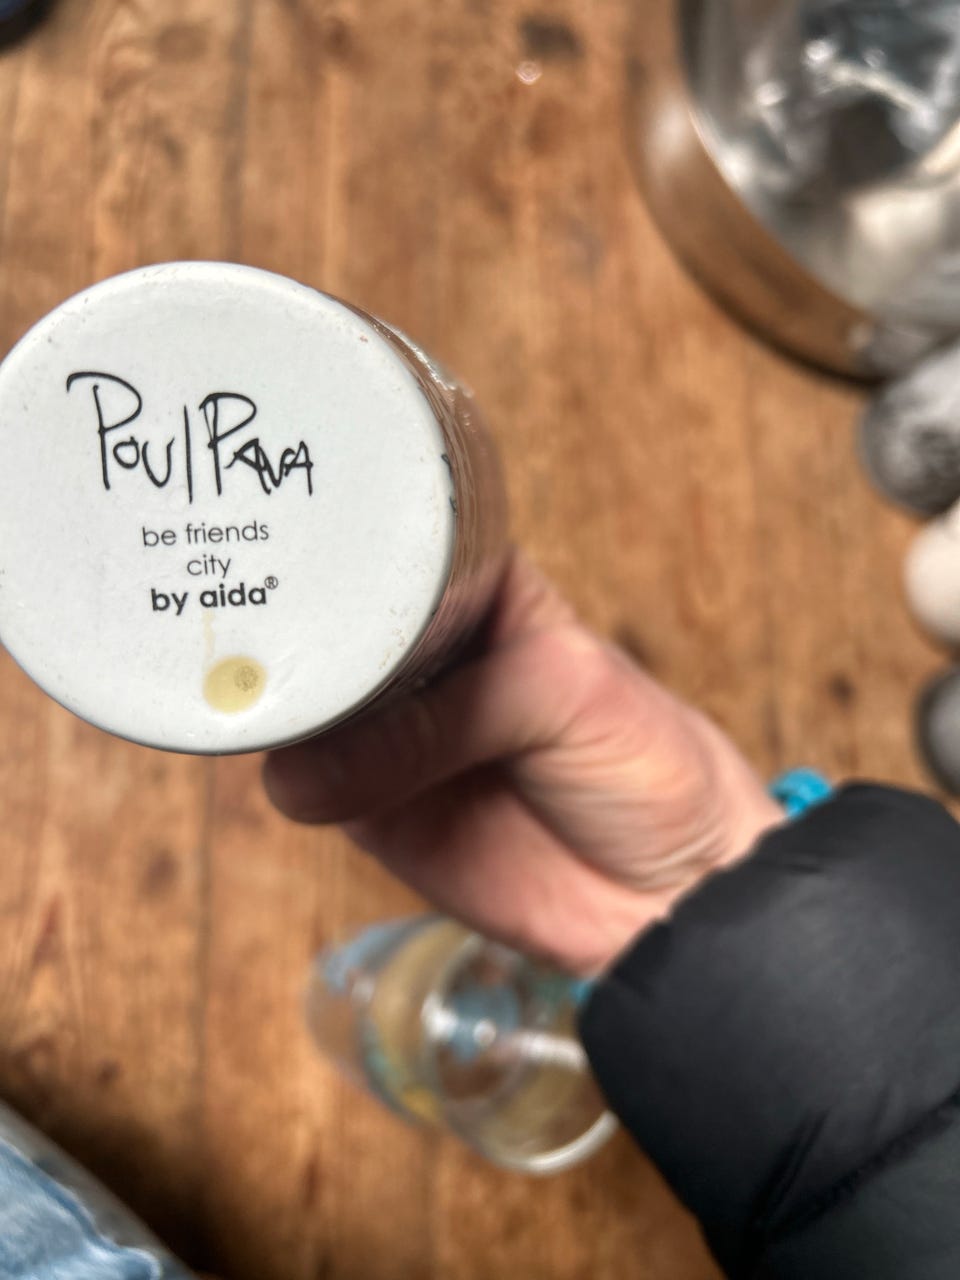 Poul Pava
be friends
city
by aida®